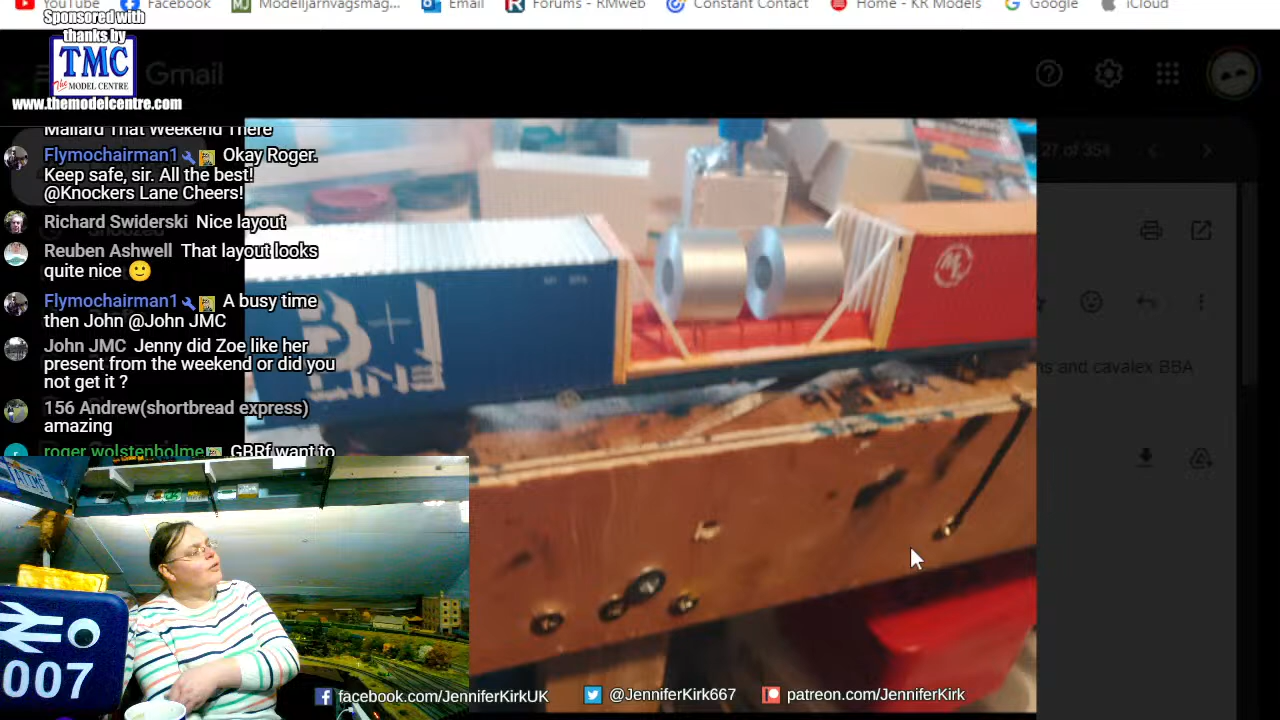 YouTube
Facebook
Modelljärnvägsmag...
Email
Forums - RMweb
Constant Contact
Home - KR Models
Google
iCloud
Sponsored with
thanks by
TMC
The MODEL CENTRE
www.themodelcentre.com
Gmail
27 of 354
Mallard That Weekend There
Flymochairman1 Okay Roger.
Keep safe, sir. All the best!
@Knockers Lane Cheers!
Richard Swiderski Nice layout
Reuben Ashwell That layout looks
quite nice 🙂
Flymochairman1 A busy time
then John @John JMC
John JMC Jenny did Zoe like her
present from the weekend or did you
not get it ?
156 Andrew(shortbread express)
amazing
roger wolstenholme GBRf want to
ns and cavalex BBA
007
facebook.com/JenniferKirkUK
@JenniferKirk667
patreon.com/JenniferKirk